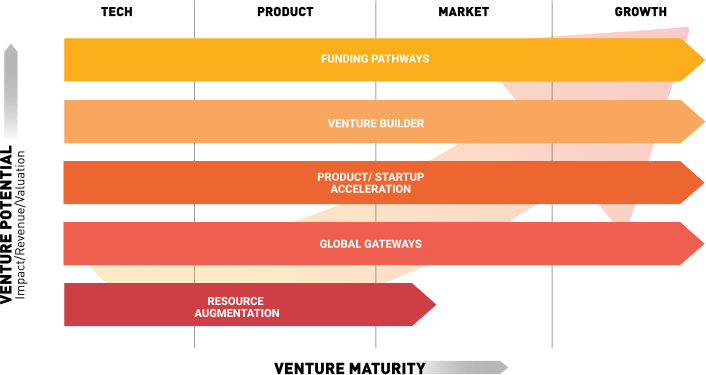 TECH PRODUCT MARKET GROWTH
FUNDING PATHWAYS
VENTURE BUILDER
PRODUCT/ STARTUP
ACCELERATION
GLOBAL GATEWAYS
RESOURCE
AUGMENTATION
VENTURE POTENTIAL
Impact/Revenue/Valuation
VENTURE MATURITY